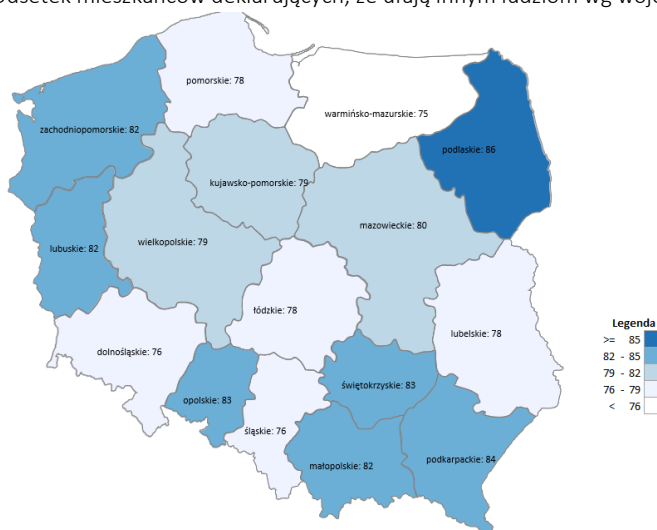 odsetek mieszkańców deklarujących, że ufają innym ludziom wg
pomorskie: 78
warmińsko-mazurskie: 75
zachodniopomorskie: 82
podlaskie: 86
kujawsko-pomorskie: 79
mazowieckie: 80
wielkopolskie: 79
lubuskie: 82
łódzkie: 78
lubelskie: 78
dolnośląskie: 76
świętokrzyskie: 83
opolskie: 83
śląskie: 76
podkarpackie: 84
małopolskie: 82
Legenda
>= 85
82 - 85
79 - 82
76 - 79
< 76